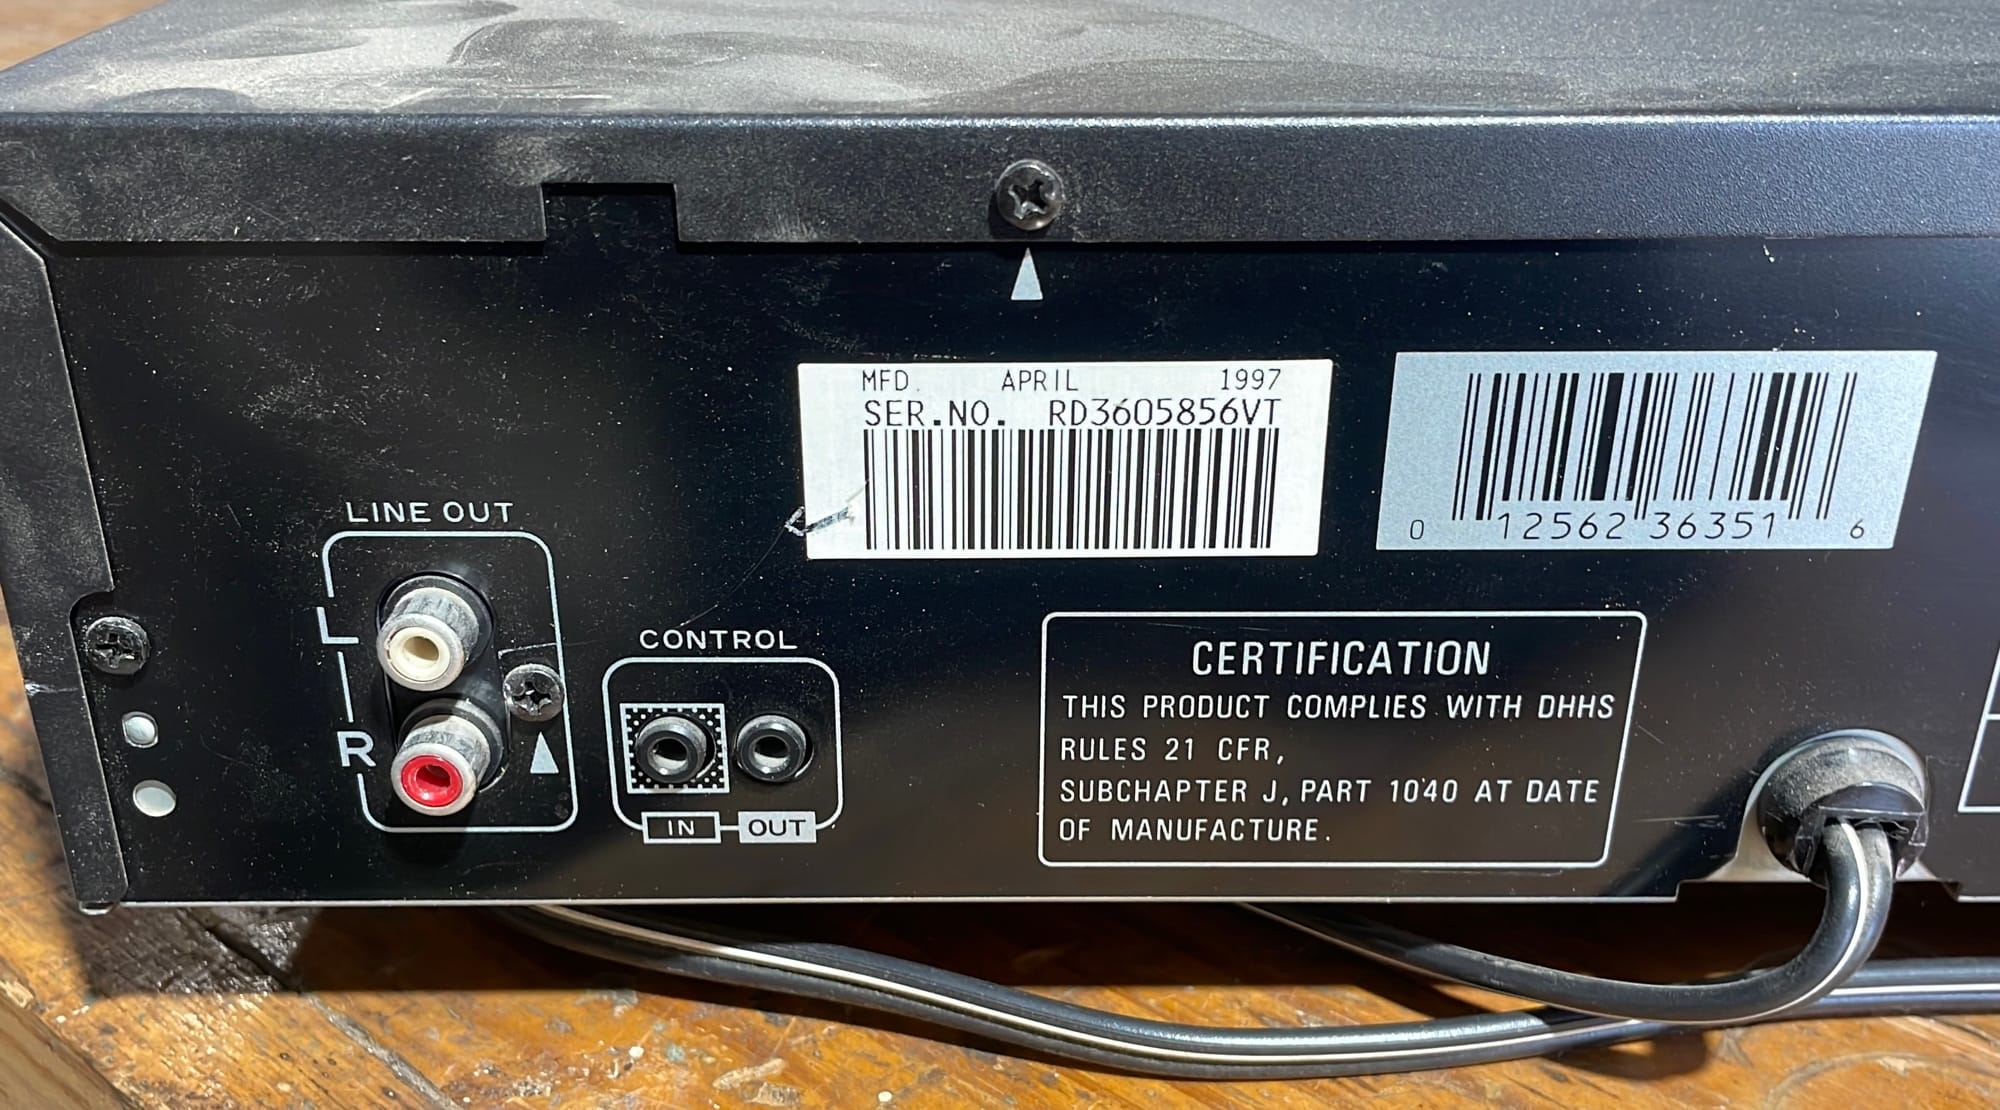 MFD. APRIL 1997
SER.NO. RD3605856VT
0 12562 36351 6
LINE OUT
L
R
CONTROL
IN OUT
CERTIFICATION
THIS PRODUCT COMPLIES WITH DHHS
RULES 21 CFR,
SUBCHAPTER J, PART 1040 AT DATE
OF MANUFACTURE.